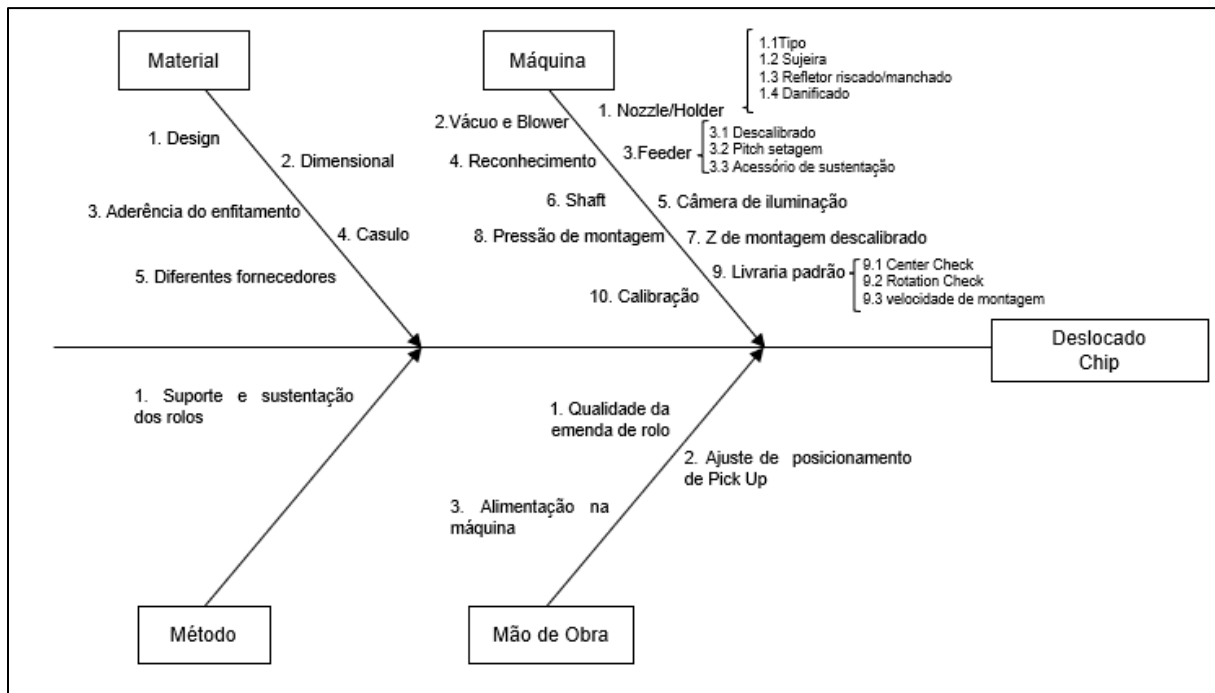 Material
1. Design
2. Dimensional
3. Aderência do enfitamento
4. Casulo
5. Diferentes fornecedores
Máquina
1. Nozzle/Holder
1.1Tipo
1.2 Sujeira
1.3 Refletor riscado/manchado
1.4 Danificado
2.Vácuo e Blower
3.Feeder
3.1 Descalibrado
3.2 Pitch setagem
3.3 Acessório de sustentação
4. Reconhecimento
5. Câmera de iluminação
6. Shaft
7. Z de montagem descalibrado
8. Pressão de montagem
9. Livraria padrão
9.1 Center Check
9.2 Rotation Check
9.3 velocidade de montagem
10. Calibração
Deslocado
Chip
1. Suporte e sustentação
dos rolos
Método
1. Qualidade da
emenda de rolo
2. Ajuste de posicionamento
de Pick Up
3. Alimentação na
máquina
Mão de Obra